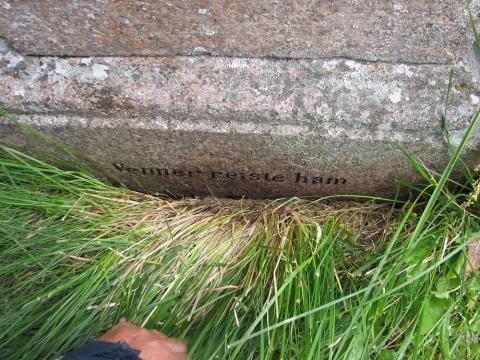 Venner reiste ham